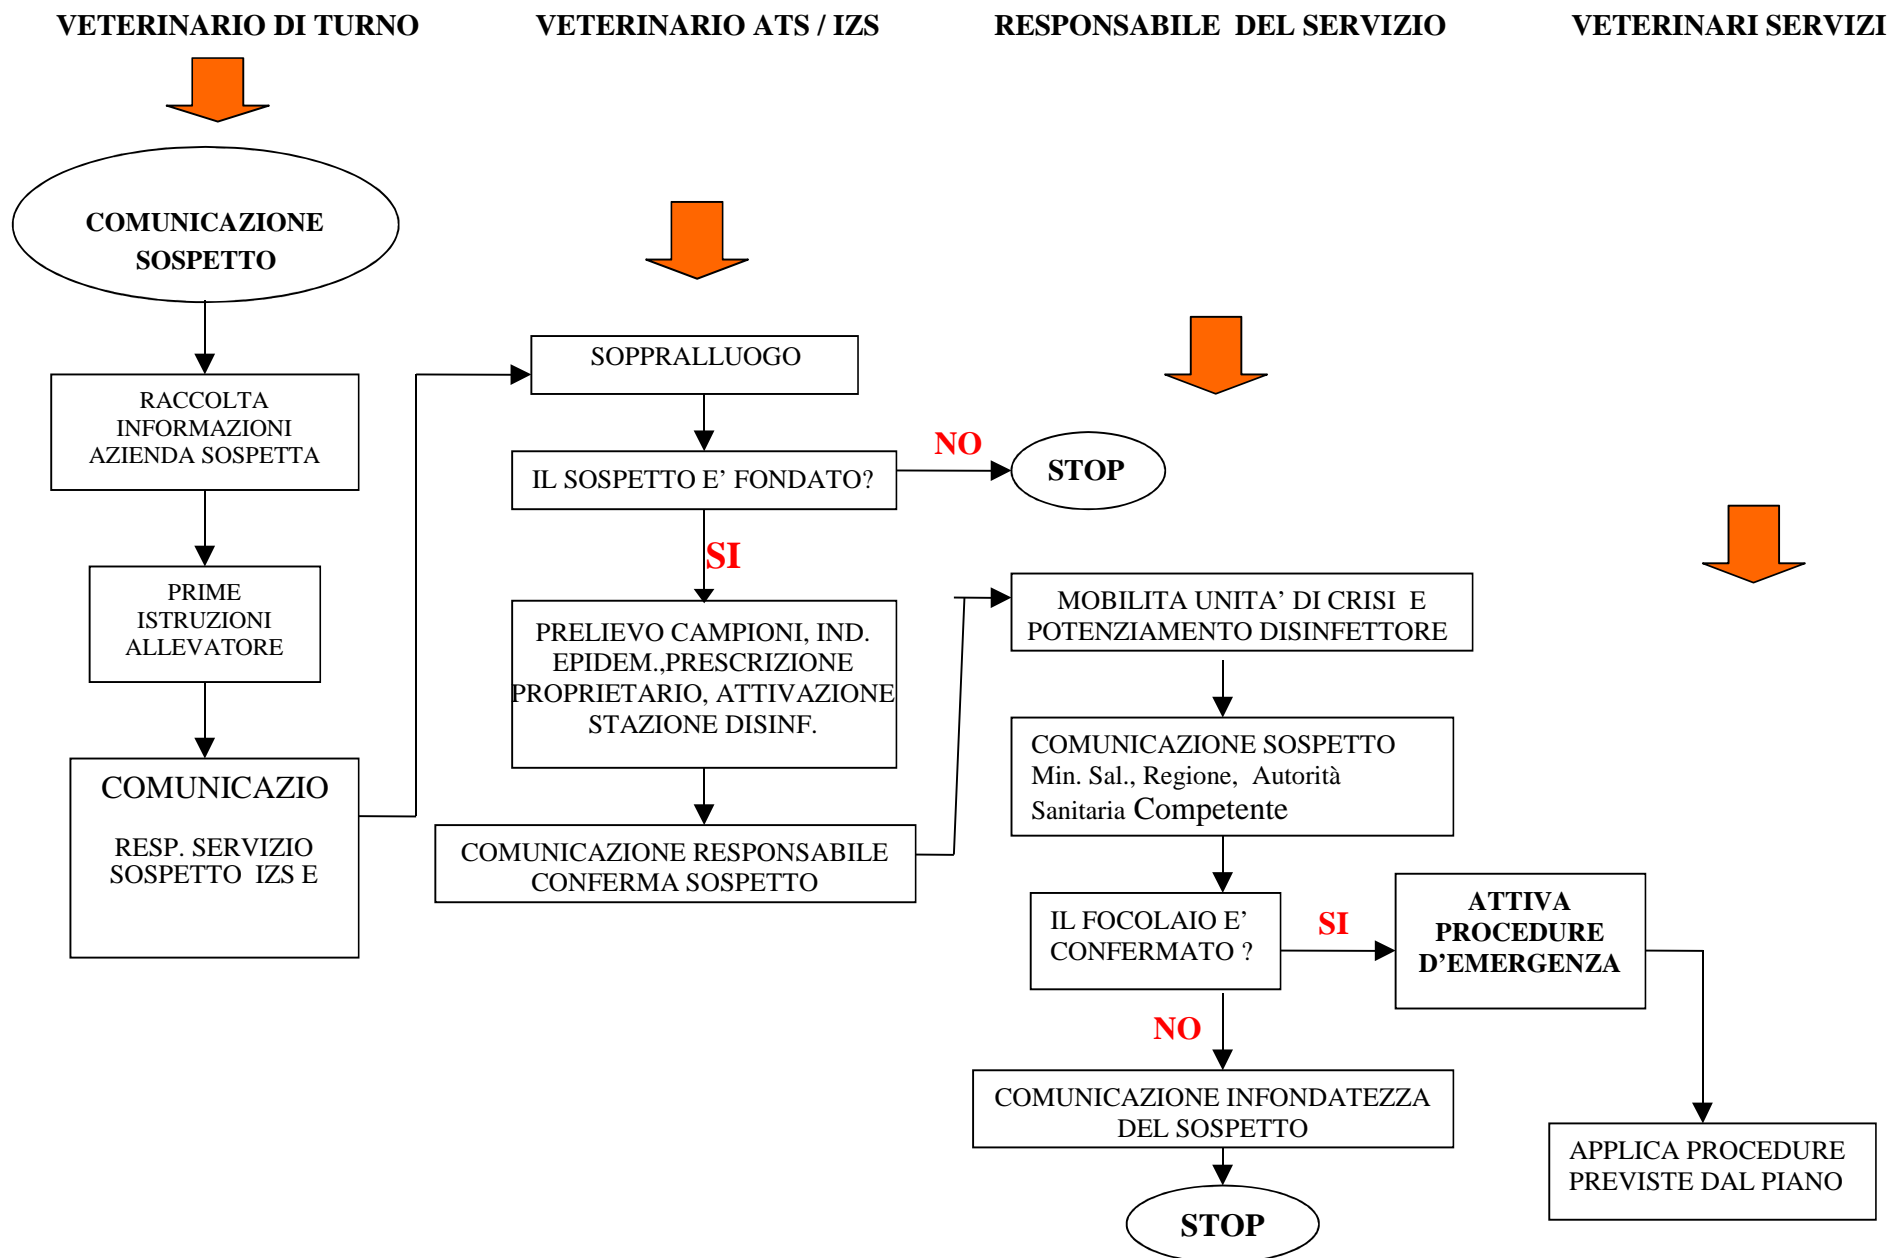 VETERINARIO DI TURNO
VETERINARIO ATS / IZS
RESPONSABILE DEL SERVIZIO
VETERINARI SERVIZI
COMUNICAZIONE
SOSPETTO
RACCOLTA
INFORMAZIONI
AZIENDA SOSPETTA
PRIME
ISTRUZIONI
ALLEVATORE
COMUNICAZIO
RESP. SERVIZIO
SOSPETTO IZS E
SOPPRALLUOGO
IL SOSPETTO E’ FONDATO?
NO
STOP
SI
PRELIEVO CAMPIONI, IND.
EPIDEM.,PRESCRIZIONE
PROPRIETARIO, ATTIVAZIONE
STAZIONE DISINF.
COMUNICAZIONE RESPONSABILE
CONFERMA SOSPETTO
MOBILITA UNITA’ DI CRISI E
POTENZIAMENTO DISINFETTORE
COMUNICAZIONE SOSPETTO
Min. Sal., Regione, Autorità
Sanitaria Competente
IL FOCOLAIO E’
CONFERMATO ?
SI
ATTIVA
PROCEDURE
D’EMERGENZA
NO
COMUNICAZIONE INFONDATEZZA
DEL SOSPETTO
STOP
APPLICA PROCEDURE
PREVISTE DAL PIANO